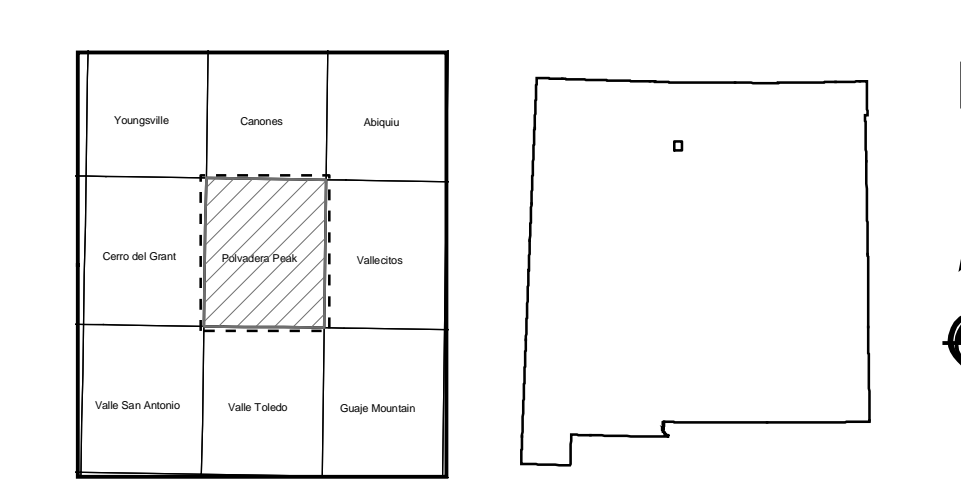 Youngsville
Canones
Abiquiu
Cerro del Grant
Polvadera Peak
Vallecitos
Valle San Antonio
Valle Toledo
Guaje Mountain